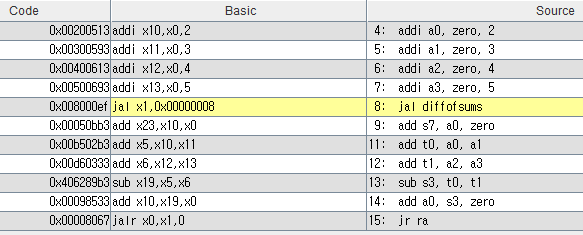 Code Basic Source
0x00200513 addi x10,x0,2 4: addi a0, zero, 2
0x00300593 addi x11,x0,3 5: addi a1, zero, 3
0x00400613 addi x12,x0,4 6: addi a2, zero, 4
0x00500693 addi x13,x0,5 7: addi a3, zero, 5
0x008000ef jal x1,0x00000008 8: jal diffofsums
0x00050bb3 add x23,x10,x0 9: add s7, a0, zero
0x00b502b3 add x5,x10,x11 11: add t0, a0, a1
0x00d60333 add x6,x12,x13 12: add t1, a2, a3
0x406289b3 sub x19,x5,x6 13: sub s3, t0, t1
0x00098533 add x10,x19,x0 14: add a0, s3, zero
0x00008067 jalr x0,x1,0 15: jr ra